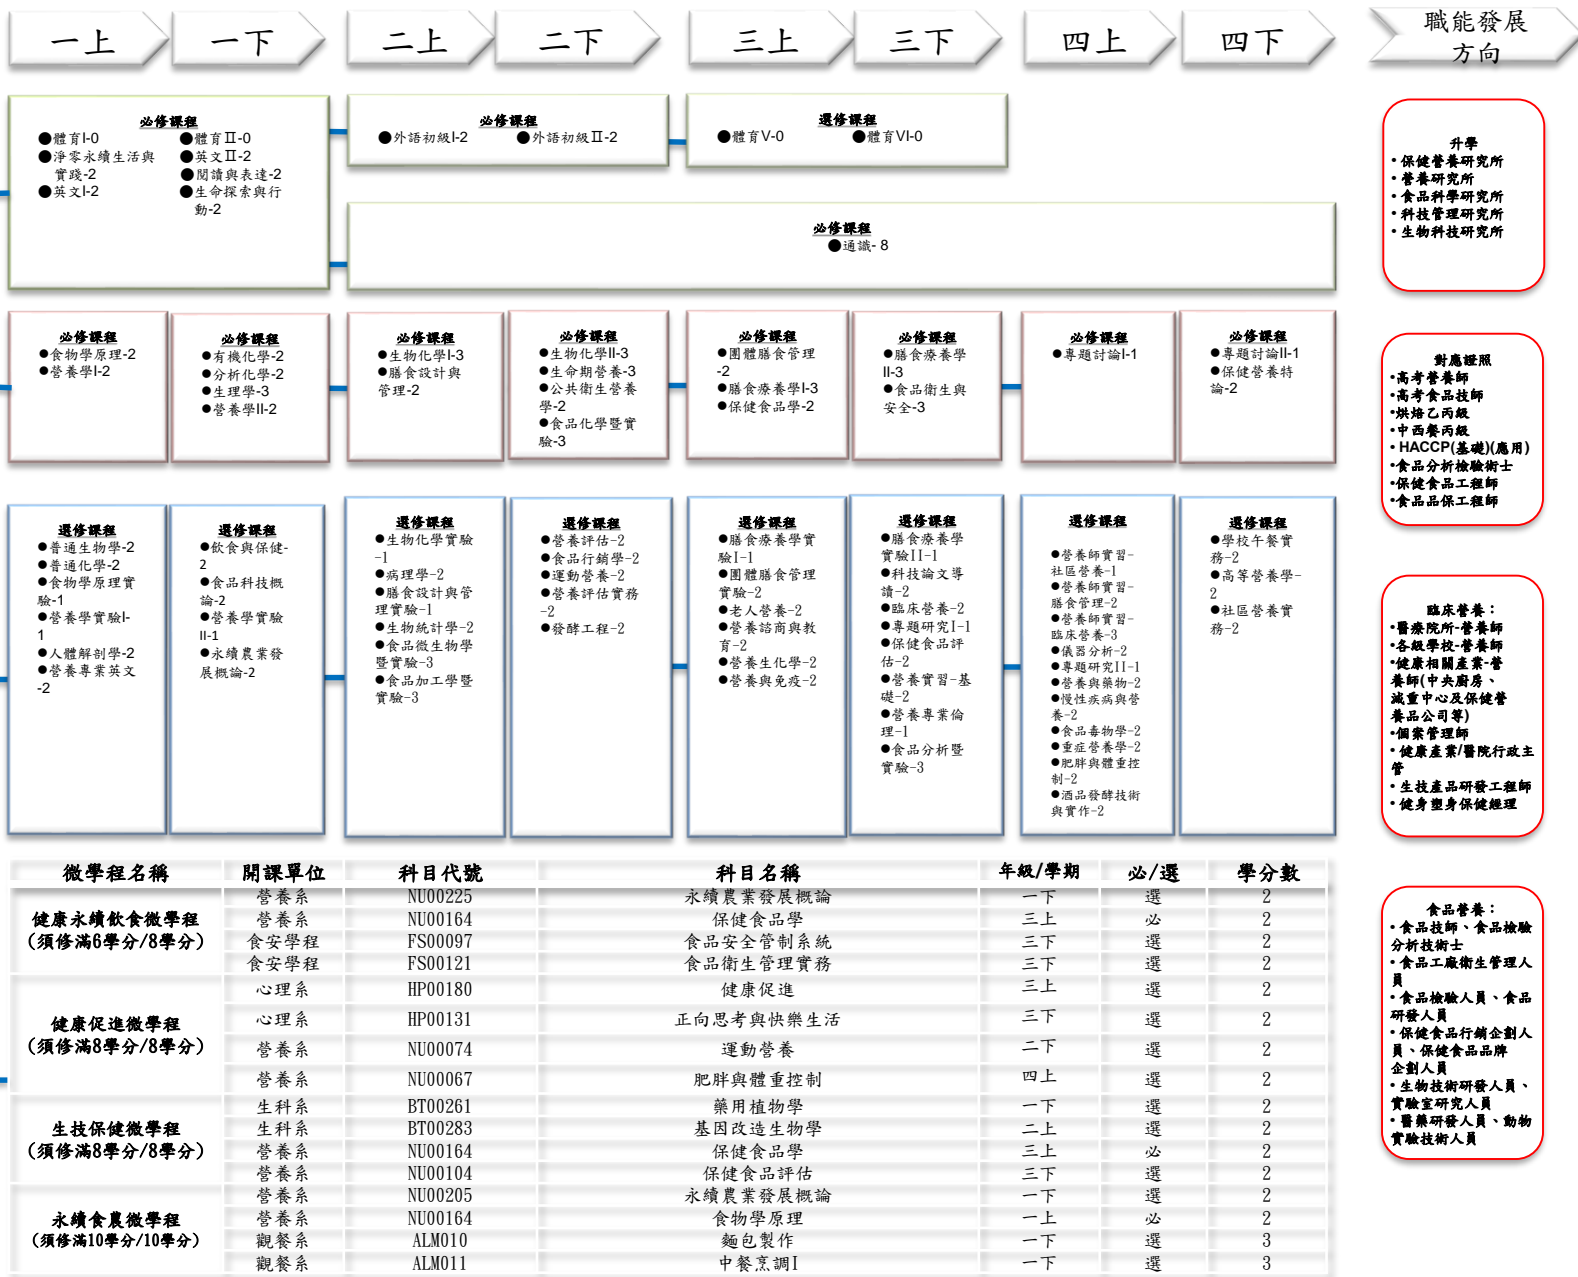 一上
一下
二上
二下
三上
三下
四上
四下
職能發展
方向
必修課程
●體育I-0
●淨零永續生活與
實踐-2
●英文I-2
●體育Ⅱ-0
●英文Ⅱ-2
●閱讀與表達-2
●生命探索與行
動-2
必修課程
●外語初級I-2
●外語初級Ⅱ-2
選修課程
●體育V-0
●體育VI-0
必修課程
●通識- 8
升學
•保健營養研究所
•營養研究所
•食品科學研究所
•科技管理研究所
•生物科技研究所
必修課程
●食物學原理-2
●營養學I-2
必修課程
●有機化學-2
●分析化學-2
●生理學-3
●營養學II-2
必修課程
●生物化學I-3
●膳食設計與
管理-2
必修課程
●生物化學II-3
●生命期營養-3
●公共衛生營養
學-2
●食品化學暨實
驗-3
必修課程
●團體膳食管理
-2
●膳食療養學I-3
●保健食品學-2
必修課程
●膳食療養學
II-3
●食品衛生與
安全-3
必修課程
●專題討論I-1
必修課程
●專題討論II-1
●保健營養特
論-2
對應證照
•高考營養師
•高考食品技師
•烘焙乙丙級
•中西餐丙級
• HACCP(基礎)(應用)
•食品分析檢驗術士
•保健食品工程師
•食品品保工程師
選修課程
●普通生物學-2
●普通化學-2
●食物學原理實
驗-1
●營養學實驗I-
1
●人體解剖學-2
●營養專業英文
-2
選修課程
●飲食與保健-
2
●食品科技概
論-2
●營養學實驗
II-1
●永續農業發
展概論-2
選修課程
●生物化學實驗
-1
●病理學-2
●膳食設計與管
理實驗-1
●生物統計學-2
●食品微生物學
暨實驗-3
●食品加工學暨
實驗-3
選修課程
●營養評估-2
●食品行銷學-2
●運動營養-2
●營養評估實務
-2
●發酵工程-2
選修課程
●膳食療養學實
驗I-1
●團體膳食管理
實驗-2
●老人營養-2
●營養諮商與教
育-2
●營養生化學-2
●營養與免疫-2
選修課程
●膳食療養學
實驗II-1
●科技論文導
讀-2
●臨床營養-2
●專題研究I-1
●保健食品評
估-2
●營養實習-基
礎-2
●營養專業倫
理-1
●食品分析暨
實驗-3
選修課程
●營養師實習-
社區營養-1
●營養師實習-
膳食管理-2
●營養師實習-
臨床營養-3
●儀器分析-2
●專題研究II-1
●營養與藥物-2
●慢性疾病與營
養-2
●食品毒物學-2
●重症營養學-2
●肥胖與體重控
制-2
●酒品發酵技術
與實作-2
選修課程
●學校午餐實
務-2
●高等營養學-
2
●社區營養實
務-2
臨床營養：
•醫療院所-營養師
•各級學校-營養師
•健康相關產業-營
養師(中央廚房、
減重中心及保健營
養品公司等)
•個案管理師
• 健康產業/醫院行政主
管
• 生技產品研發工程師
• 健身塑身保健經理
微學程名稱 開課單位 科目代號 科目名稱 年級/學期 必/選 學分數
健康永續飲食微學程
(須修滿6學分/8學分)
營養系 NU00225 永續農業發展概論 一下 選 2
營養系 NU00164 保健食品學 三上 必 2
食安學程 FS00097 食品安全管制系統 三下 選 2
食安學程 FS00121 食品衛生管理實務 三下 選 2
健康促進微學程
(須修滿8學分/8學分)
心理系 HP00180 健康促進 三上 選 2
心理系 HP00131 正向思考與快樂生活 三下 選 2
營養系 NU00074 運動營養 二下 選 2
營養系 NU00067 肥胖與體重控制 四上 選 2
生技保健微學程
(須修滿8學分/8學分)
生科系 BT00261 藥用植物學 一下 選 2
生科系 BT00283 基因改造生物學 二上 選 2
營養系 NU00164 保健食品學 三上 必 2
營養系 NU00104 保健食品評估 三下 選 2
永續食農微學程
(須修滿10學分/10學分)
營養系 NU00205 永續農業發展概論 一下 選 2
營養系 NU00164 食物學原理 一上 必 2
觀餐系 ALM010 麵包製作 一下 選 3
觀餐系 ALM011 中餐烹調I 一下 選 3
食品營養：
• 食品技師、食品檢驗
分析技術士
• 食品工廠衛生管理人
員
• 食品檢驗人員、食品
研發人員
• 保健食品行銷企劃人
員、保健食品品牌
企劃人員
• 生物技術研發人員、
實驗室研究人員
• 醫藥研發人員、動物
實驗技術人員